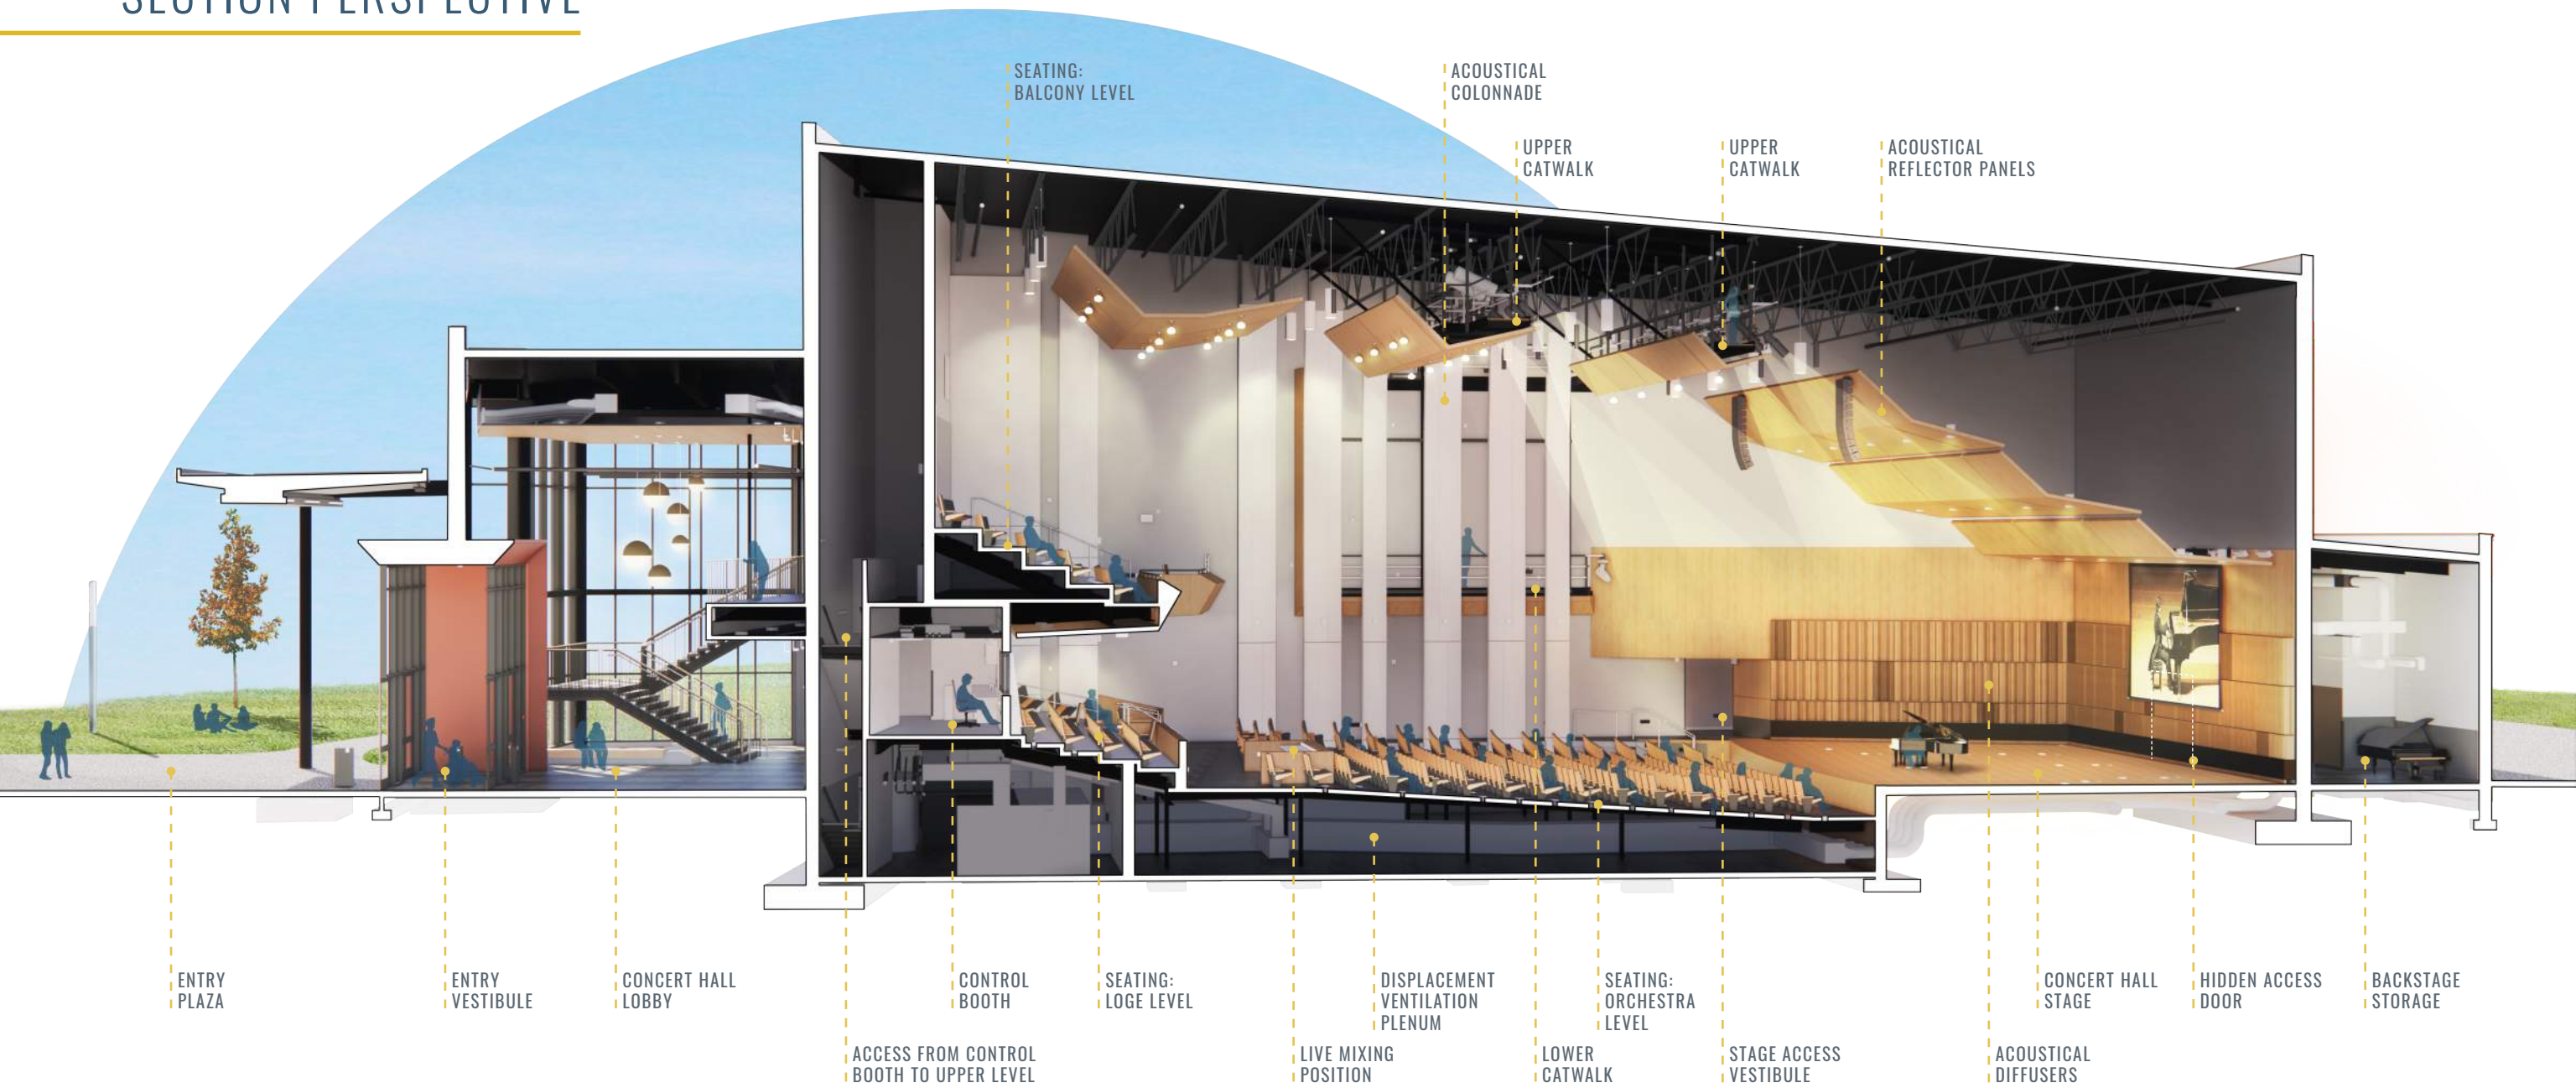 SECTION PERSPECTIVE
SEATING:
BALCONY LEVEL
ACOUSTICAL
COLONNADE
UPPER
CATWALK
UPPER
CATWALK
ACOUSTICAL
REFLECTOR PANELS
ENTRY
PLAZA
ENTRY
VESTIBULE
CONCERT HALL
LOBBY
ACCESS FROM CONTROL
BOOTH TO UPPER LEVEL
CONTROL
BOOTH
SEATING:
LOGE LEVEL
LIVE MIXING
POSITION
DISPLACEMENT
VENTILATION
PLENUM
LOWER
CATWALK
SEATING:
ORCHESTRA
LEVEL
STAGE ACCESS
VESTIBULE
ACOUSTICAL
DIFFUSERS
CONCERT HALL
STAGE
HIDDEN ACCESS
DOOR
BACKSTAGE
STORAGE